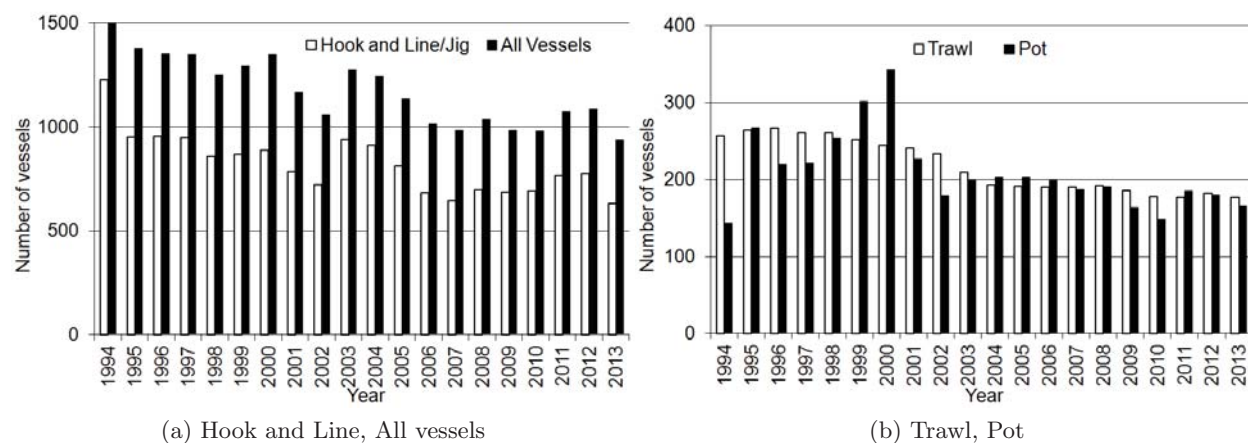 1500
1000
500
0
Number of vessels
Hook and Line/Jig
All Vessels
1994 1995 1996 1997 1998 1999 2000 2001 2002 2003 2004 2005 2006 2007 2008 2009 2010 2011 2012 2013
Year
(a) Hook and Line, All vessels
400
300
200
100
0
Number of vessels
Trawl
Pot
1994 1995 1996 1997 1998 1999 2000 2001 2002 2003 2004 2005 2006 2007 2008 2009 2010 2011 2012 2013
Year
(b) Trawl, Pot